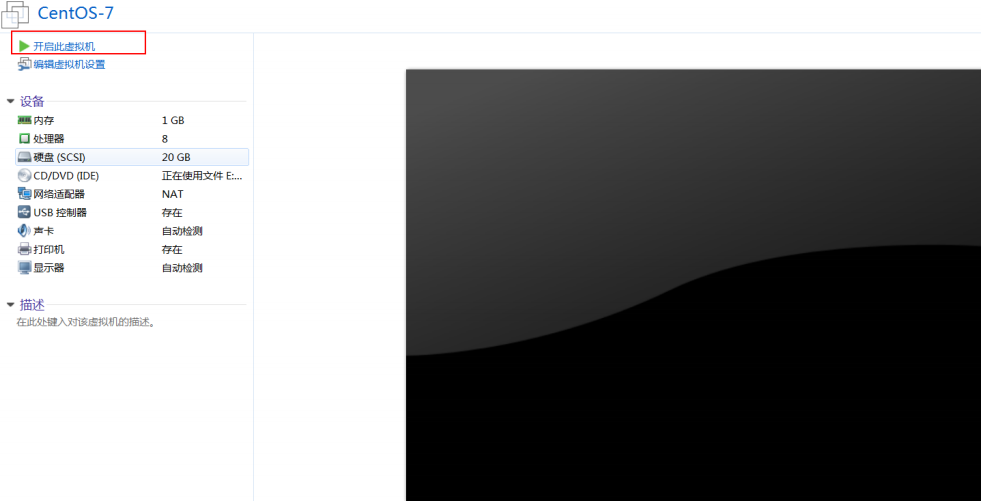 CentOS-7
开启此虚拟机
编辑虚拟机设置
设备
内存 1 GB
处理器 8
硬盘 (SCSI) 20 GB
CD/DVD (IDE) 正在使用文件 E:...
网络适配器 NAT
USB 控制器 存在
声卡 自动检测
打印机 存在
显示器 自动检测
描述
在此处键入对该虚拟机的描述。